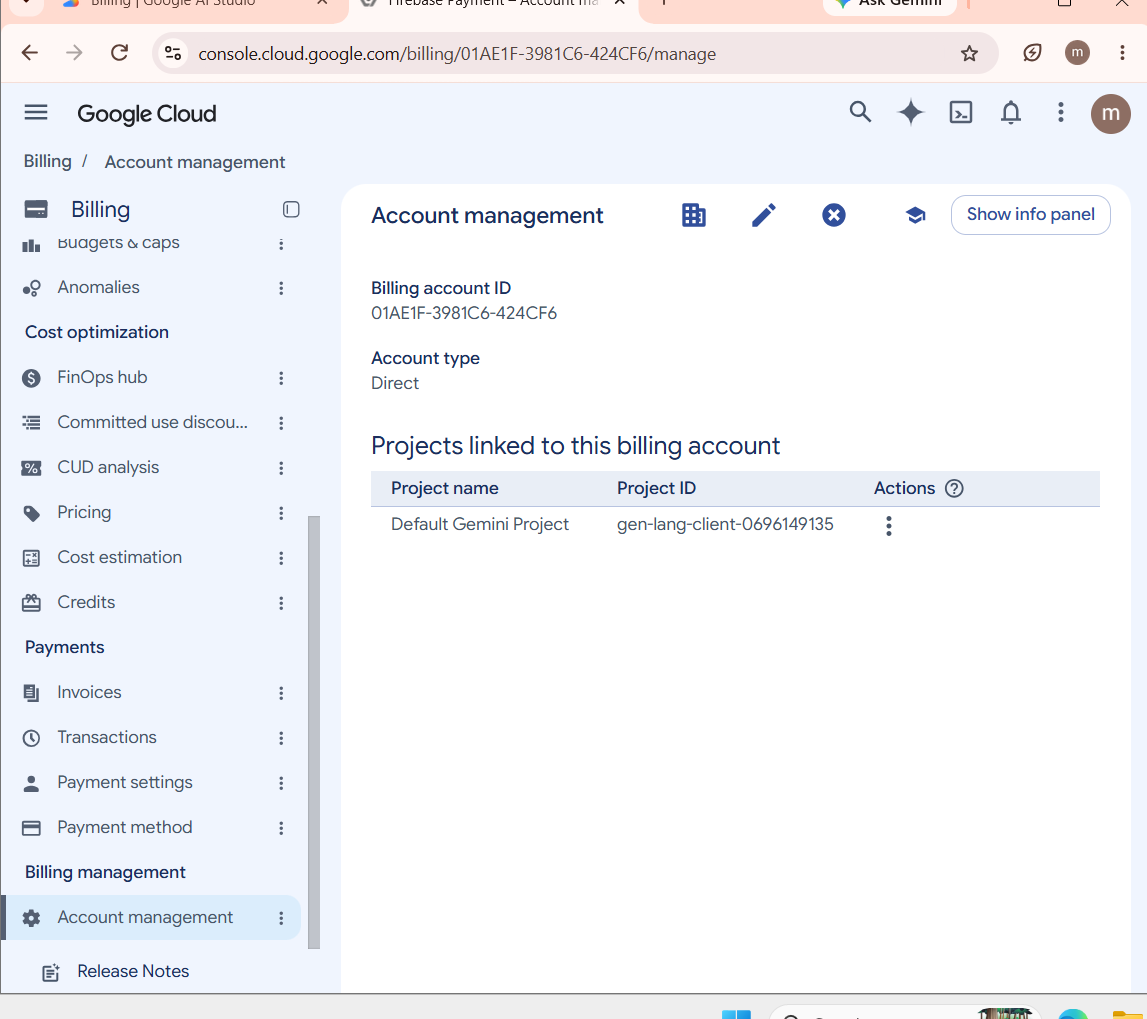 Billing | Google AI Studio
Firebase Payment – Account ma
Ask Gemini
console.cloud.google.com/billing/01AE1F-3981C6-424CF6/manage
m
Google Cloud
m
Billing / Account management
Billing
Budgets & caps
Anomalies
Cost optimization
FinOps hub
Committed use discou...
CUD analysis
Pricing
Cost estimation
Credits
Payments
Invoices
Transactions
Payment settings
Payment method
Billing management
Account management
Release Notes
Account management
Show info panel
Billing account ID
01AE1F-3981C6-424CF6
Account type
Direct
Projects linked to this billing account
Project name Project ID Actions
Default Gemini Project gen-lang-client-0696149135